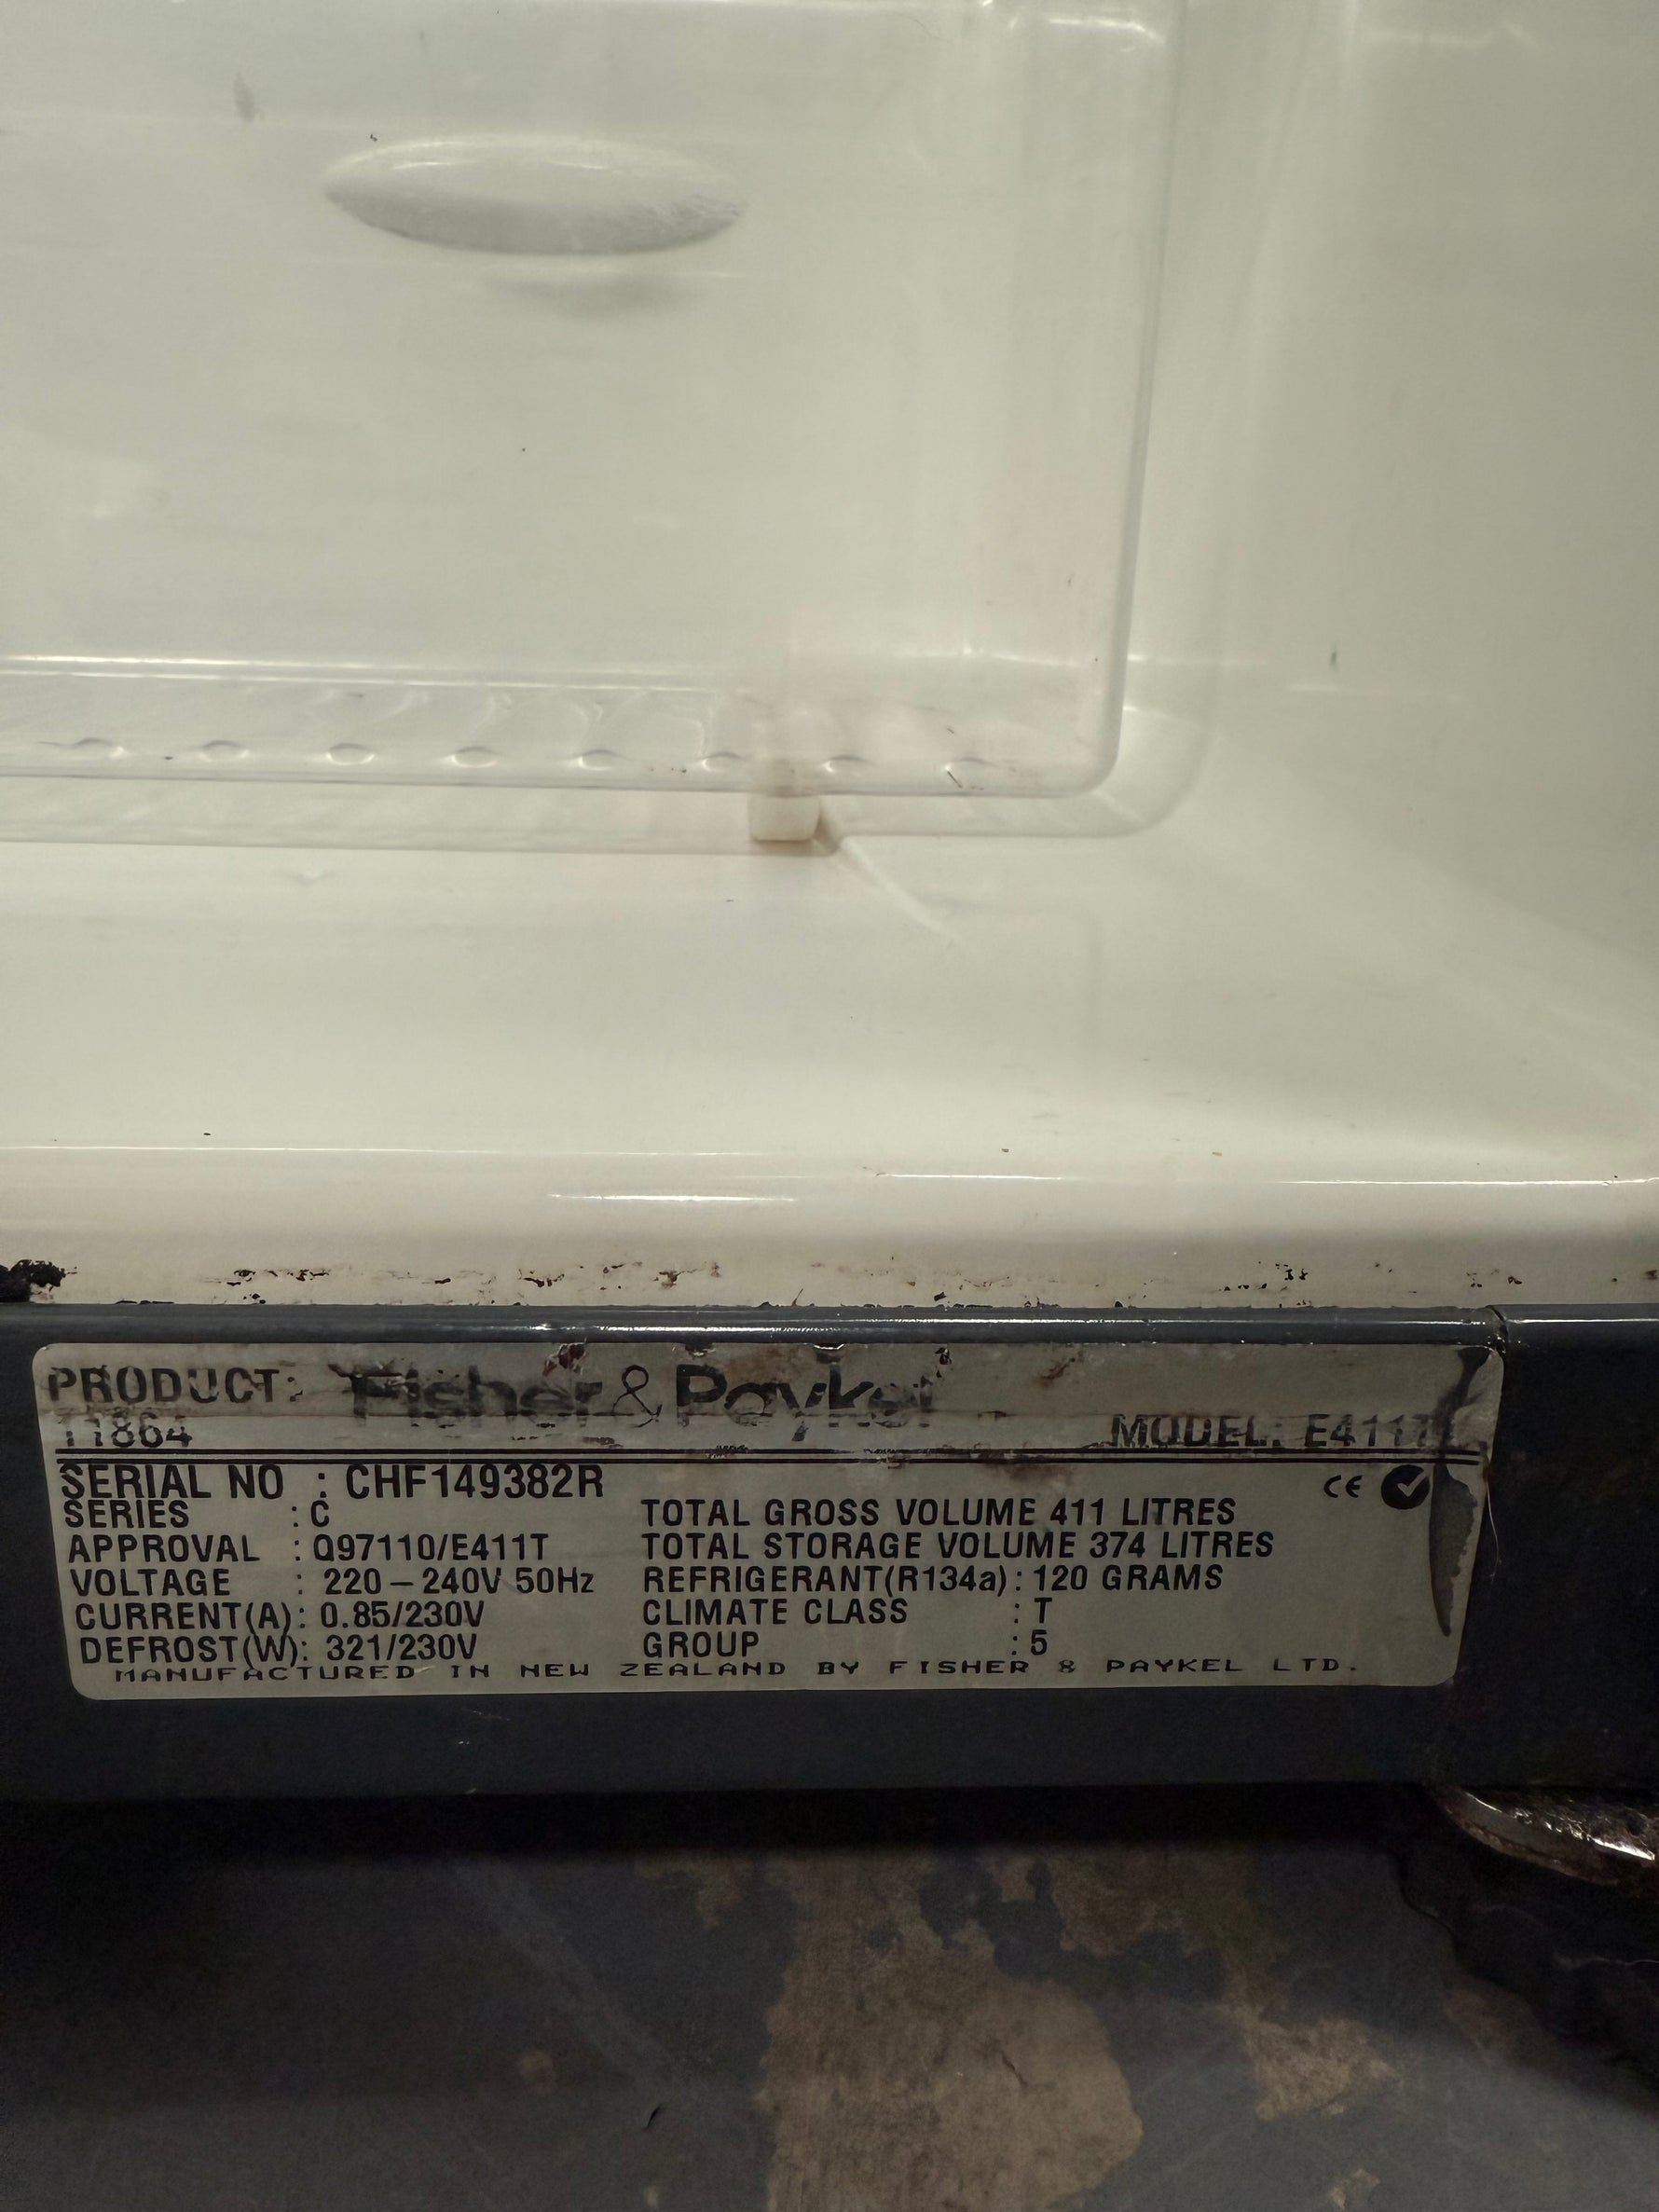 PRODUCT: Fisher & Paykel
11864 MODEL: E411T
SERIAL NO : CHF149382R
SERIES : C
TOTAL GROSS VOLUME 411 LITRES
APPROVAL : Q97110/E411T
TOTAL STORAGE VOLUME 374 LITRES
VOLTAGE : 220-240V 50Hz
REFRIGERANT(R134a): 120 GRAMS
CURRENT(A): 0.85/230V
CLIMATE CLASS : T
DEFROST(W): 321/230V
GROUP : 5
MANUFACTURED IN NEW ZEALAND BY FISHER & PAYKEL LTD.
CE